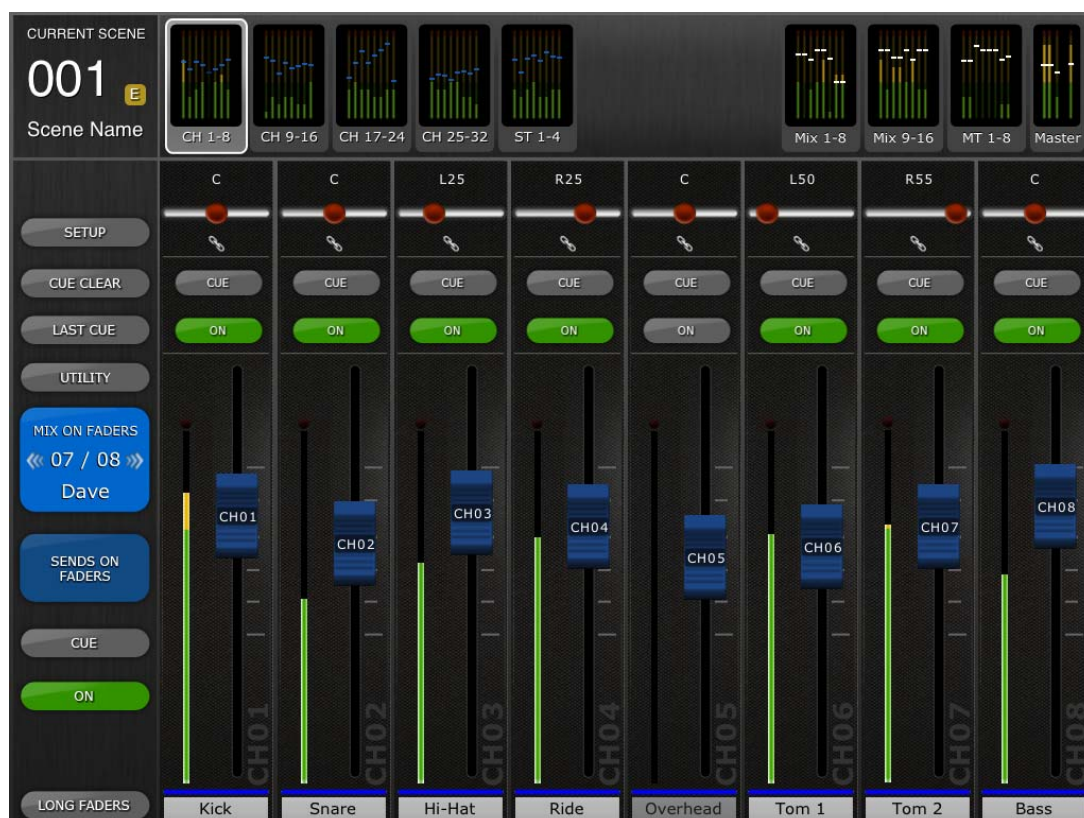 CURRENT SCENE
001 E
Scene Name
CH 1-8 CH 9-16 CH 17-24 CH 25-32 ST 1-4 Mix 1-8 Mix 9-16 MT 1-8 Master
C C L25 R25 C L50 R55 C
SETUP
CUE CLEAR CUE CUE CUE CUE CUE CUE CUE CUE
LAST CUE ON ON ON ON ON ON ON ON
UTILITY
MIX ON FADERS
07 / 08
Dave
CH01 CH02 CH03 CH04 CH05 CH06 CH07 CH08
SENDS ON
FADERS
CUE
ON
CH01 CH02 CH03 CH04 CH05 CH06 CH07 CH08
LONG FADERS Kick Snare Hi-Hat Ride Overhead Tom 1 Tom 2 Bass